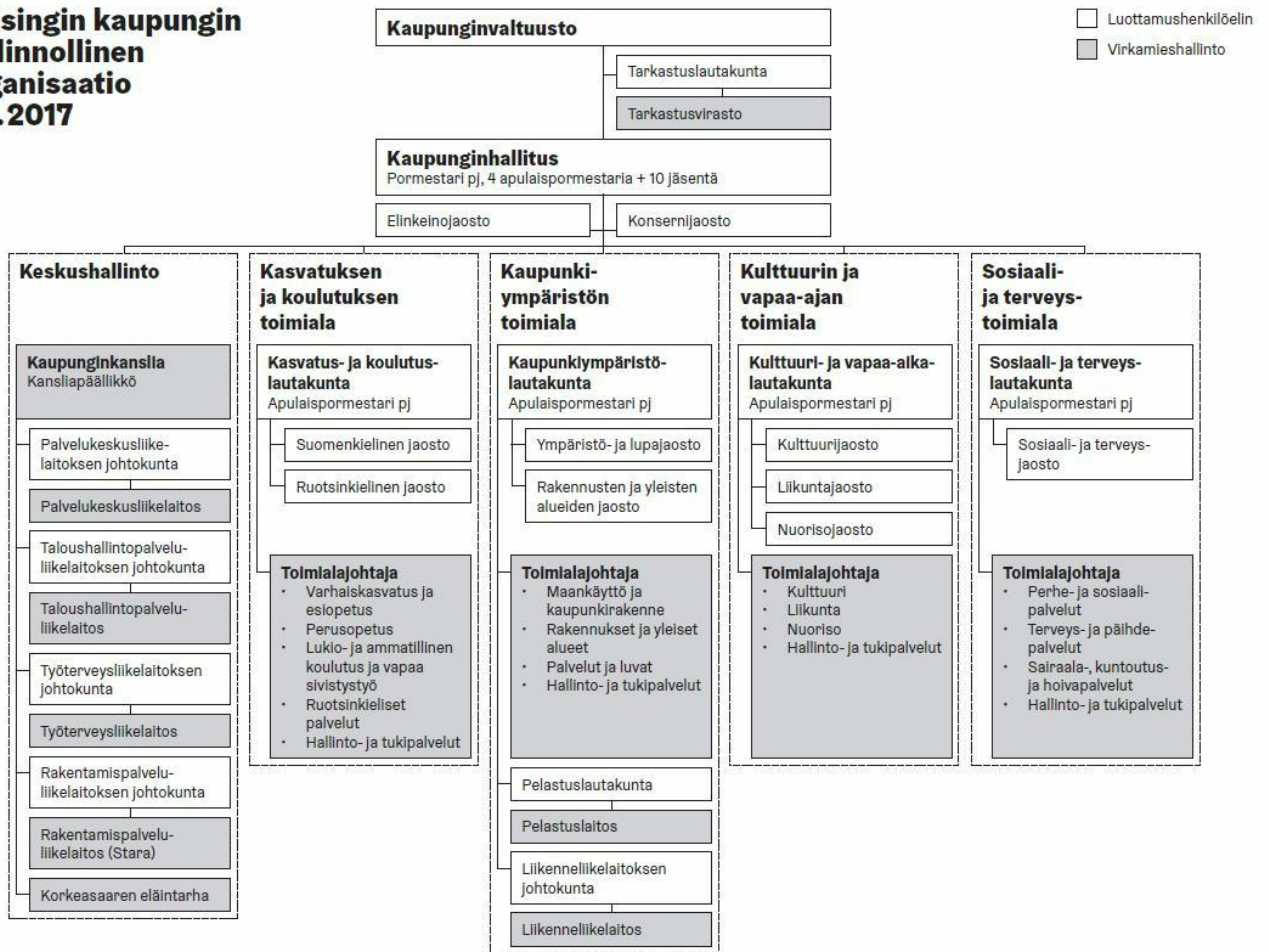 singin kaupungin
linnollinen
ganisaatio
.2017
Kaupunginvaltuusto
Tarkastuslautakunta
Tarkastusvirasto
Luottamushenkilöelin
Virkamieshallinto
Kaupunginhallitus
Pormestari pj, 4 apulaispormestaria + 10 jäsentä
Elinkeinojaosto
Konsernijaosto
Keskushallinto
Kaupunginkanslia
Kansliapäällikkö
Palvelukeskusliike-
laitoksen johtokunta
Palvelukeskusliikelaitos
Taloushallintopalvelu-
liikelaitoksen johtokunta
Taloushallintopalvelu-
liikelaitos
Työterveysliikelaitoksen
johtokunta
Työterveysliikelaitos
Rakentamispalvelu-
liikelaitoksen johtokunta
Rakentamispalvelu-
liikelaitos (Stara)
Korkeasaaren eläintarha
Kasvatuksen
ja koulutuksen
toimiala
Kasvatus- ja koulutus-
lautakunta
Apulaispormestari pj
Suomenkielinen jaosto
Ruotsinkielinen jaosto
Toimialajohtaja
• Varhaiskasvatus ja
esiopetus
• Perusopetus
• Lukio- ja ammatillinen
koulutus ja vapaa
sivistystyö
• Ruotsinkieliset
palvelut
• Hallinto- ja tukipalvelut
Kaupunki-
ympäristön
toimiala
Kaupunkiympäristö-
lautakunta
Apulaispormestari pj
Ympäristö- ja lupajaosto
Rakennusten ja yleisten
alueiden jaosto
Toimialajohtaja
• Maankäyttö ja
kaupunkirakenne
• Rakennukset ja yleiset
alueet
• Palvelut ja luvat
• Hallinto- ja tukipalvelut
Pelastuslautakunta
Pelastuslaitos
Liikenneliikelaitoksen
johtokunta
Liikenneliikelaitos
Kulttuurin ja
vapaa-ajan
toimiala
Kulttuuri- ja vapaa-aika-
lautakunta
Apulaispormestari pj
Kulttuurijaosto
Liikuntajaosto
Nuorisojaosto
Toimialajohtaja
• Kulttuuri
• Liikunta
• Nuoriso
• Hallinto- ja tukipalvelut
Sosiaali-
ja terveys-
toimiala
Sosiaali- ja terveys-
lautakunta
Apulaispormestari pj
Sosiaali- ja terveys-
jaosto
Toimialajohtaja
• Perhe- ja sosiaali-
palvelut
• Terveys- ja päihde-
palvelut
• Sairaala-, kuntoutus-
ja hoivapalvelut
• Hallinto- ja tukipalvelut